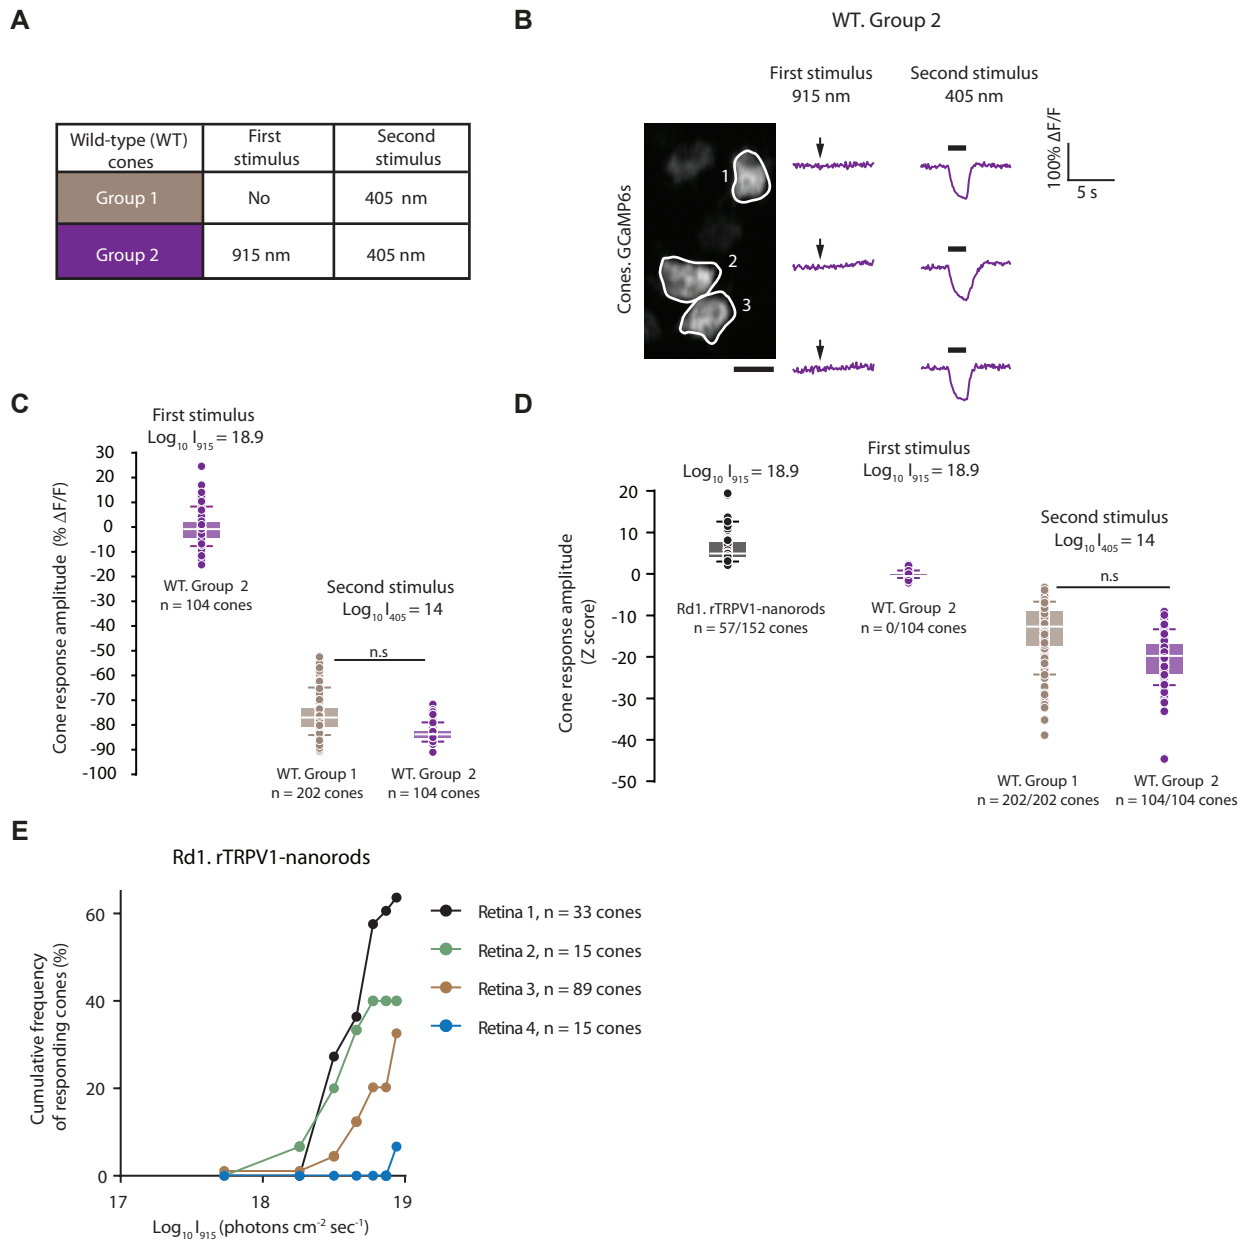 A
Wild-type (WT) cones
First stimulus
Second stimulus
Group 1
No
405 nm
Group 2
915 nm
405 nm
B
WT. Group 2
First stimulus
915 nm
Second stimulus
405 nm
Cones. GCaMP6s
1
2
3
100% ΔF/F
5 s
C
First stimulus
Log10 I915 = 18.9
Cone response amplitude (% ΔF/F)
30
20
10
0
-10
-20
-30
-40
-50
-60
-70
-80
-90
-100
WT. Group 2
n = 104 cones
Second stimulus
Log10 I405 = 14
n.s
WT. Group 1
n = 202 cones
WT. Group 2
n = 104 cones
D
Cone response amplitude
(Z score)
20
10
0
-10
-20
-30
-40
-50
Log10 I915 = 18.9
Rd1. rTRPV1-nanorods
n = 57/152 cones
First stimulus
Log10 I915 = 18.9
WT. Group 2
n = 0/104 cones
Second stimulus
Log10 I405 = 14
n.s
WT. Group 1
n = 202/202 cones
WT. Group 2
n = 104/104 cones
E
Rd1. rTRPV1-nanorods
Cumulative frequency
of responding cones (%)
60
40
20
0
17
18
19
Log10 I915 (photons cm-2 sec-1)
Retina 1, n = 33 cones
Retina 2, n = 15 cones
Retina 3, n = 89 cones
Retina 4, n = 15 cones